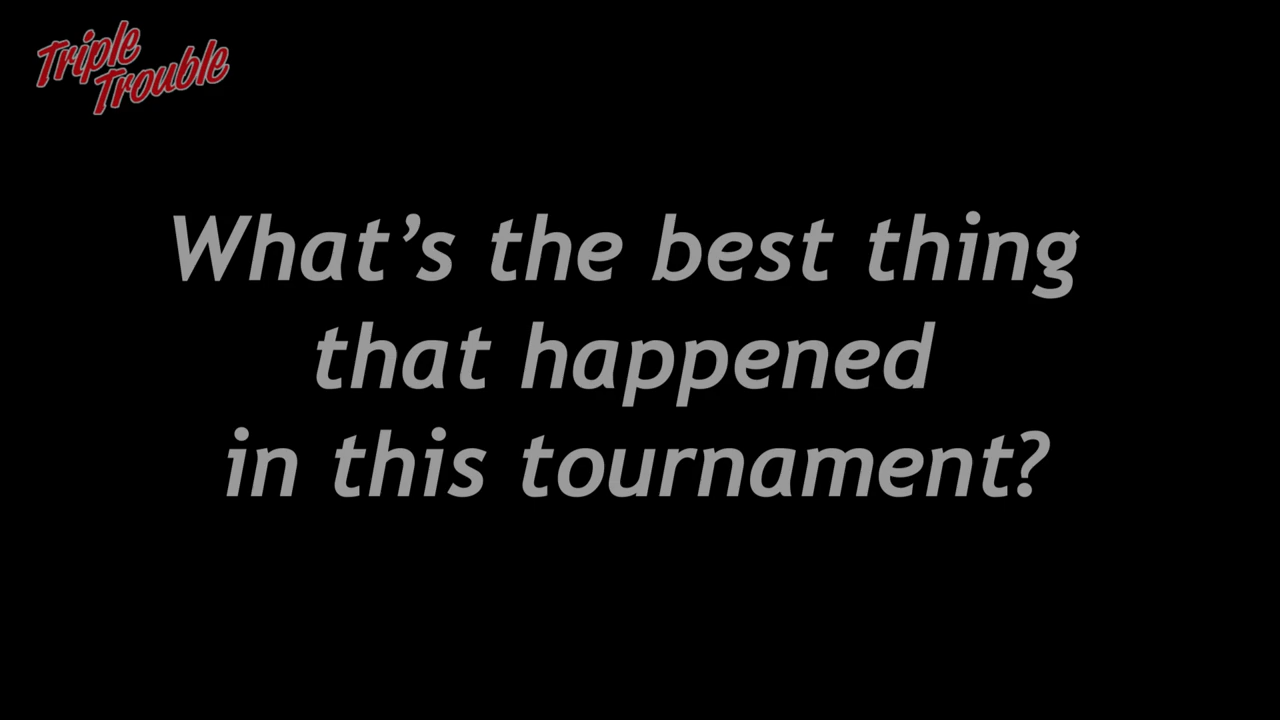 Triple
Trouble
What’s the best thing
that happened
in this tournament?